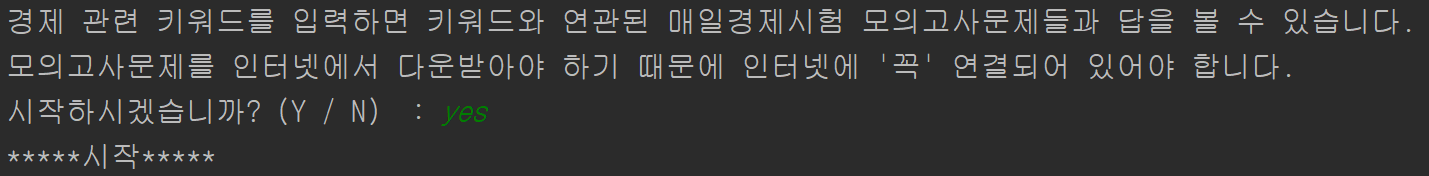 경제 관련 키워드를 입력하면 키워드와 연관된 매일경제시험 모의고사문제들과 답을 볼 수 있습니다.
모의고사문제를 인터넷에서 다운받아야 하기 때문에 인터넷에 '꼭' 연결되어 있어야 합니다.
시작하시겠습니까? (Y / N)  : yes
*****시작*****